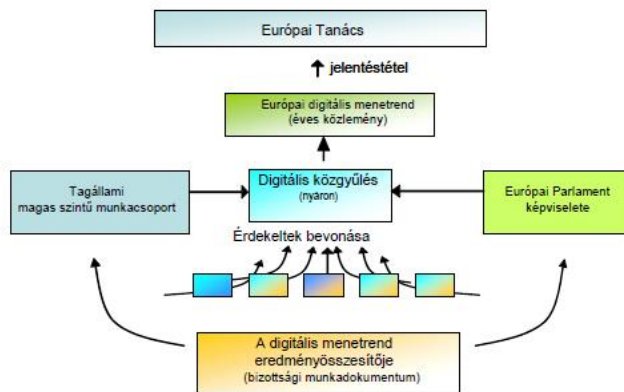 Európai Tanács
jelentéstétel
Európai digitális menetrend
(éves közlemény)
Tagállami
magas szintű munkacsoport
Digitális közgyűlés
(nyáron)
Európai Parlament
képviselete
Érdekeltek bevonása
A digitális menetrend
eredményösszesítője
(bizottsági munkadokumentum)